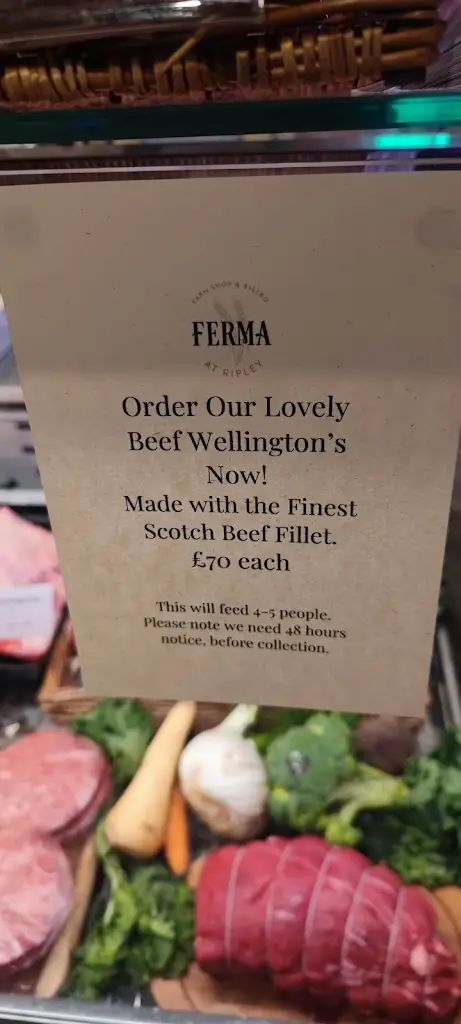 FARM SHOP & BISTRO
FERMA
AT RIPLEY
Order Our Lovely
Beef Wellington's
Now!
Made with the Finest
Scotch Beef Fillet.
£70 each
This will feed 4-5 people.
Please note we need 48 hours
notice, before collection.